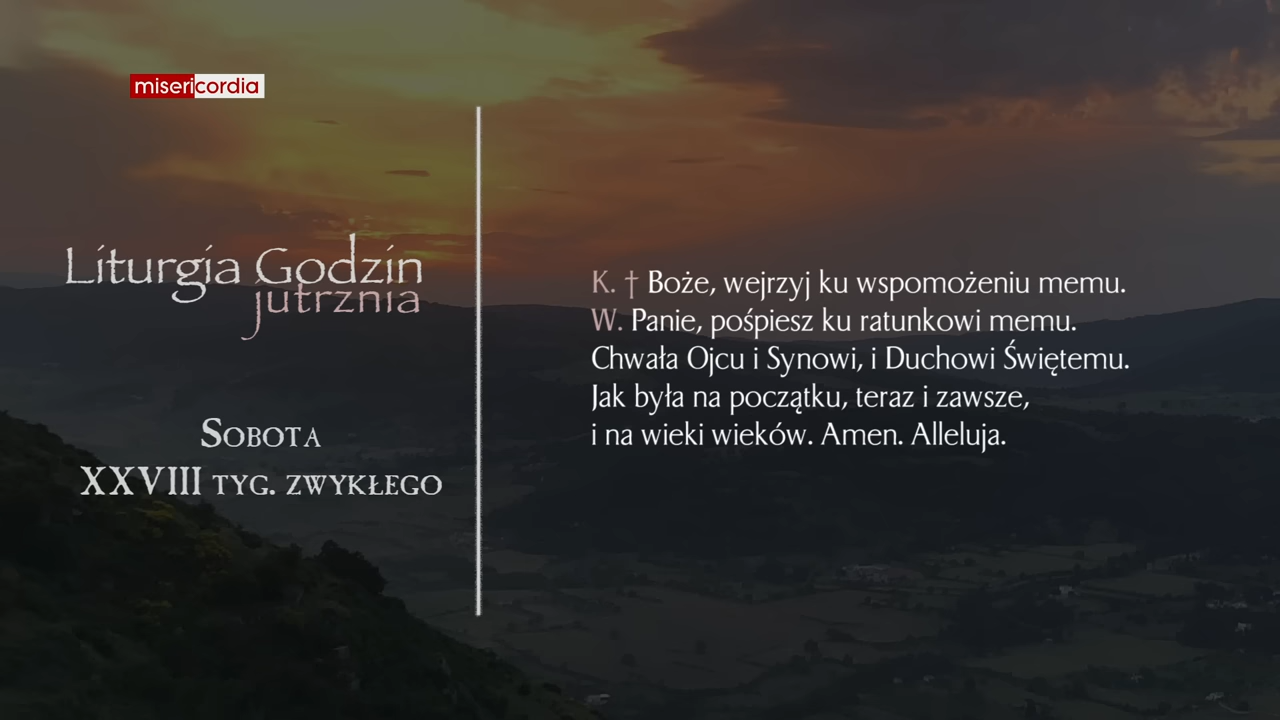 misericordia
Liturgia Godzin
jutrznia
Sobota
XXVIII tyg. zwykłego
K. † Boże, wejrzyj ku wspomożeniu memu.
W. Panie, pośpiesz ku ratunkowi memu.
Chwała Ojcu i Synowi, i Duchowi Świętemu.
Jak była na początku, teraz i zawsze,
i na wieki wieków. Amen. Alleluja.